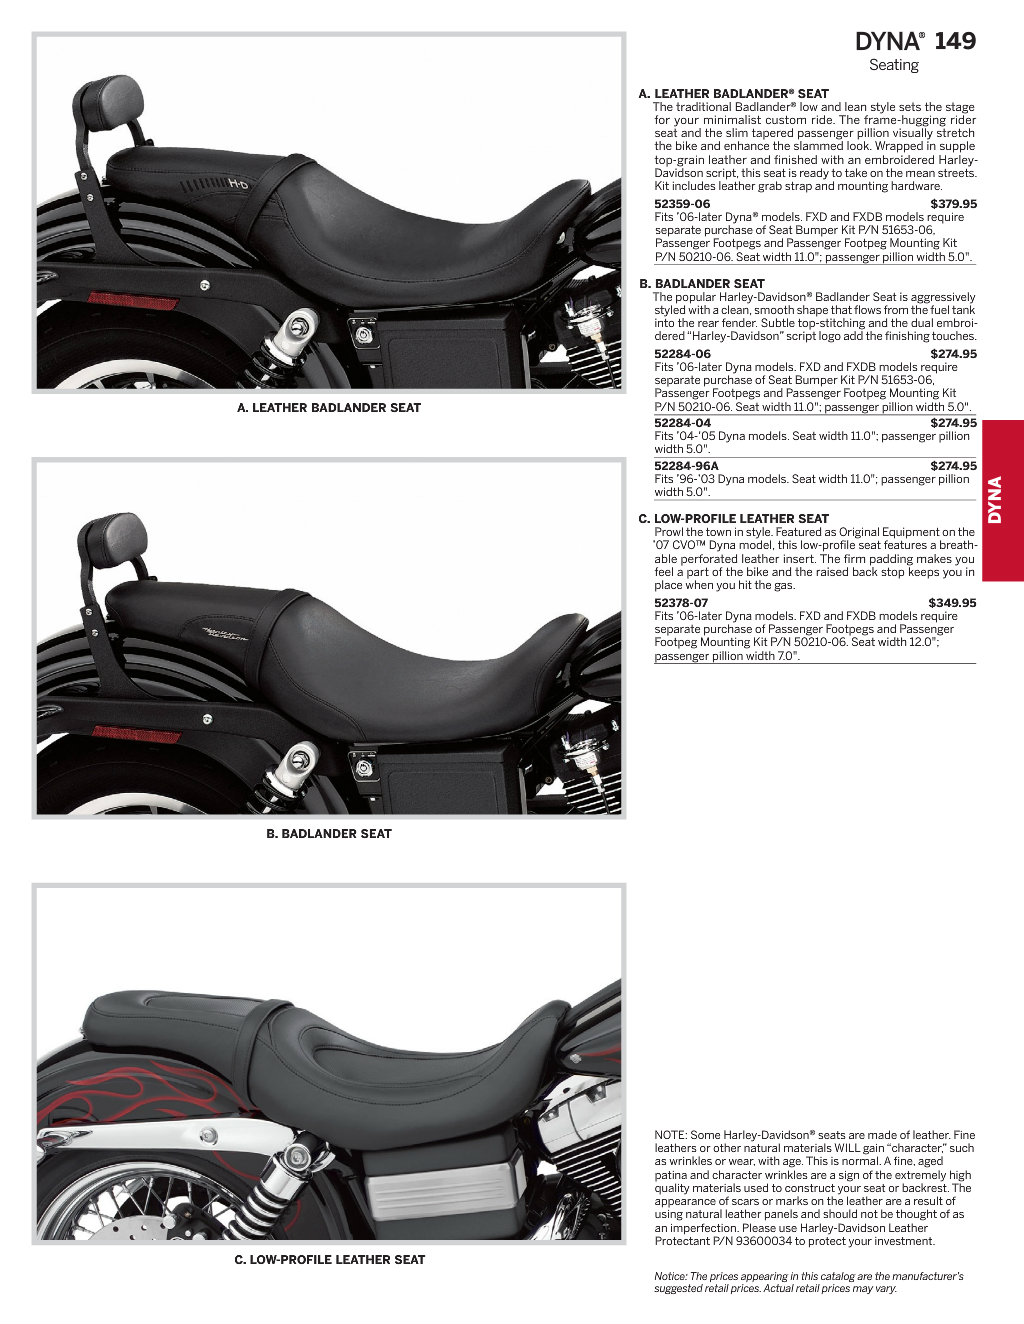 DYNA® 149
Seating
A. LEATHER BADLANDER® SEAT
The traditional Badlander® low and lean style sets the stage
for your minimalist custom ride. The frame-hugging rider
seat and the slim tapered passenger pillion visually stretch
the bike and enhance the slammed look. Wrapped in supple
top-grain leather and finished with an embroidered Harley-
Davidson script, this seat is ready to take on the mean streets.
Kit includes leather grab strap and mounting hardware.
52359-06 $379.95
Fits ’06-later Dyna® models. FXD and FXDB models require
separate purchase of Seat Bumper Kit P/N 51653-06,
Passenger Footpegs and Passenger Footpeg Mounting Kit
P/N 50210-06. Seat width 11.0"; passenger pillion width 5.0".
B. BADLANDER SEAT
The popular Harley-Davidson® Badlander Seat is aggressively
styled with a clean, smooth shape that flows from the fuel tank
into the rear fender. Subtle top-stitching and the dual embroi-
dered “Harley-Davidson” script logo add the finishing touches.
52284-06 $274.95
Fits ’06-later Dyna models. FXD and FXDB models require
separate purchase of Seat Bumper Kit P/N 51653-06,
Passenger Footpegs and Passenger Footpeg Mounting Kit
P/N 50210-06. Seat width 11.0"; passenger pillion width 5.0".
52284-04 $274.95
Fits ’04-’05 Dyna models. Seat width 11.0"; passenger pillion
width 5.0".
52284-96A $274.95
Fits ’96-’03 Dyna models. Seat width 11.0"; passenger pillion
width 5.0".
C. LOW-PROFILE LEATHER SEAT
Prowl the town in style. Featured as Original Equipment on the
’07 CVO™ Dyna model, this low-profile seat features a breath-
able perforated leather insert. The firm padding makes you
feel a part of the bike and the raised back stop keeps you in
place when you hit the gas.
52378-07 $349.95
Fits ’06-later Dyna models. FXD and FXDB models require
separate purchase of Passenger Footpegs and Passenger
Footpeg Mounting Kit P/N 50210-06. Seat width 12.0";
passenger pillion width 7.0".
DYNA
H-D
A. LEATHER BADLANDER SEAT
Harley-Davidson
B. BADLANDER SEAT
C. LOW-PROFILE LEATHER SEAT
NOTE: Some Harley-Davidson® seats are made of leather. Fine
leathers or other natural materials WILL gain “character,” such
as wrinkles or wear, with age. This is normal. A fine, aged
patina and character wrinkles are a sign of the extremely high
quality materials used to construct your seat or backrest. The
appearance of scars or marks on the leather are a result of
using natural leather panels and should not be thought of as
an imperfection. Please use Harley-Davidson Leather
Protectant P/N 93600034 to protect your investment.
Notice: The prices appearing in this catalog are the manufacturer’s
suggested retail prices. Actual retail prices may vary.